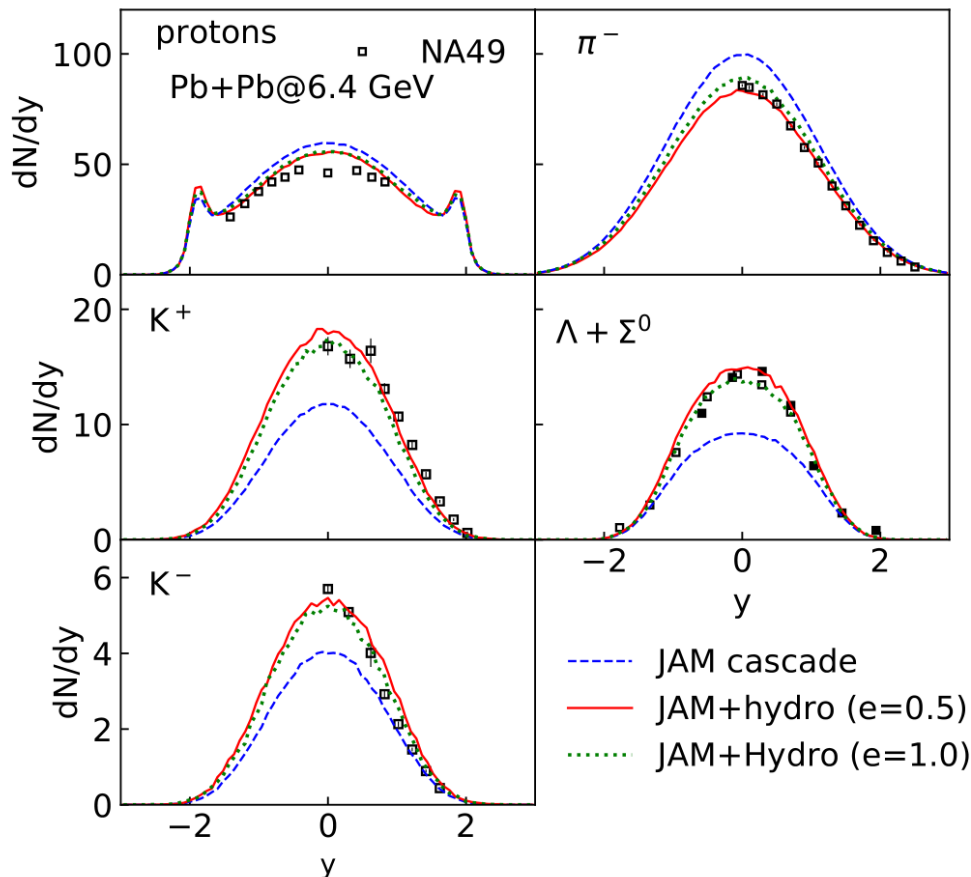 protons
NA49
Pb+Pb@6.4 GeV
dN/dy
100
50
0
π⁻
K⁺
dN/dy
20
10
0
Λ + Σ⁰
−2
0
2
y
K⁻
dN/dy
6
4
2
0
−2
0
2
y
JAM cascade
JAM+hydro (e=0.5)
JAM+Hydro (e=1.0)